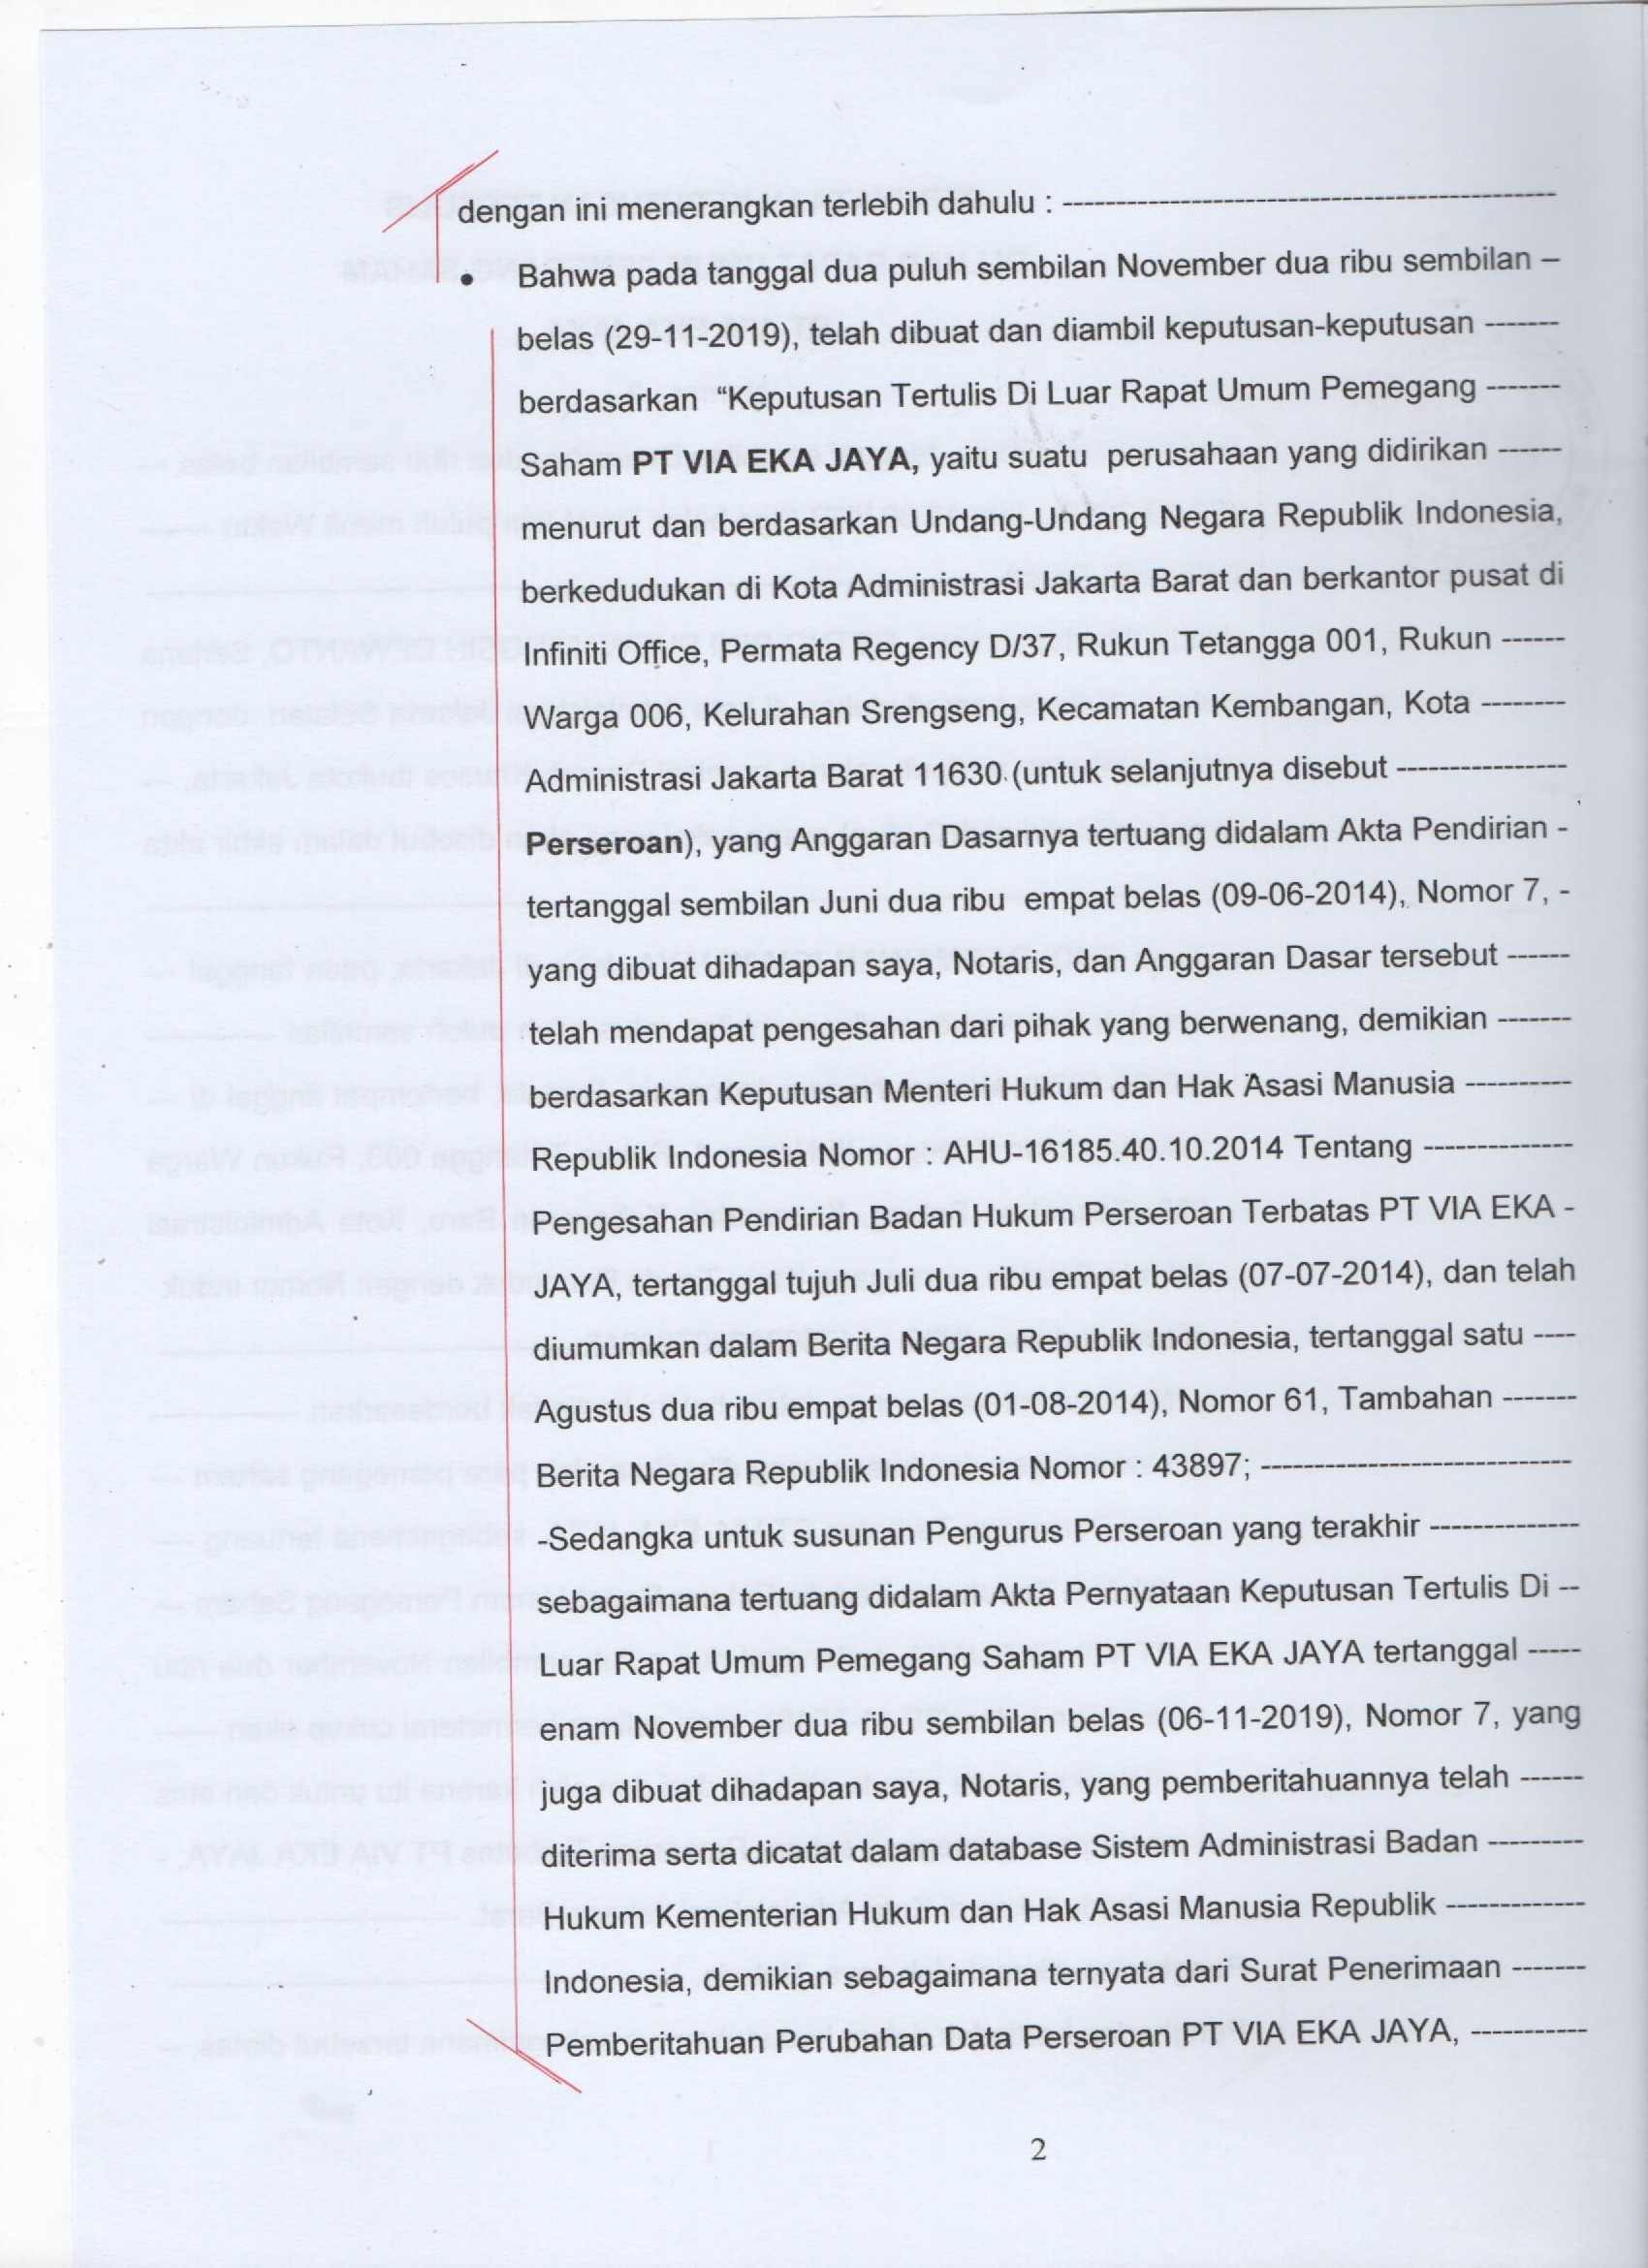 dengan ini menerangkan terlebih dahulu : ----------------------------------------
• Bahwa pada tanggal dua puluh sembilan November dua ribu sembilan –
belas (29-11-2019), telah dibuat dan diambil keputusan-keputusan -------
berdasarkan “Keputusan Tertulis Di Luar Rapat Umum Pemegang -------
Saham PT VIA EKA JAYA, yaitu suatu perusahaan yang didirikan ------
menurut dan berdasarkan Undang-Undang Negara Republik Indonesia,
berkedudukan di Kota Administrasi Jakarta Barat dan berkantor pusat di
Infiniti Office, Permata Regency D/37, Rukun Tetangga 001, Rukun ------
Warga 006, Kelurahan Srengseng, Kecamatan Kembangan, Kota --------
Administrasi Jakarta Barat 11630 (untuk selanjutnya disebut ----------------
Perseroan), yang Anggaran Dasarnya tertuang didalam Akta Pendirian -
tertanggal sembilan Juni dua ribu empat belas (09-06-2014), Nomor 7, -
yang dibuat dihadapan saya, Notaris, dan Anggaran Dasar tersebut ------
telah mendapat pengesahan dari pihak yang berwenang, demikian -------
berdasarkan Keputusan Menteri Hukum dan Hak Asasi Manusia ----------
Republik Indonesia Nomor : AHU-16185.40.10.2014 Tentang --------------
Pengesahan Pendirian Badan Hukum Perseroan Terbatas PT VIA EKA -
JAYA, tertanggal tujuh Juli dua ribu empat belas (07-07-2014), dan telah
diumumkan dalam Berita Negara Republik Indonesia, tertanggal satu ----
Agustus dua ribu empat belas (01-08-2014), Nomor 61, Tambahan -------
Berita Negara Republik Indonesia Nomor : 43897; -----------------------------
-Sedangka untuk susunan Pengurus Perseroan yang terakhir --------------
sebagaimana tertuang didalam Akta Pernyataan Keputusan Tertulis Di --
Luar Rapat Umum Pemegang Saham PT VIA EKA JAYA tertanggal -----
enam November dua ribu sembilan belas (06-11-2019), Nomor 7, yang
juga dibuat dihadapan saya, Notaris, yang pemberitahuannya telah ------
diterima serta dicatat dalam database Sistem Administrasi Badan ---------
Hukum Kementerian Hukum dan Hak Asasi Manusia Republik -------------
Indonesia, demikian sebagaimana ternyata dari Surat Penerimaan -------
Pemberitahuan Perubahan Data Perseroan PT VIA EKA JAYA, -----------
2